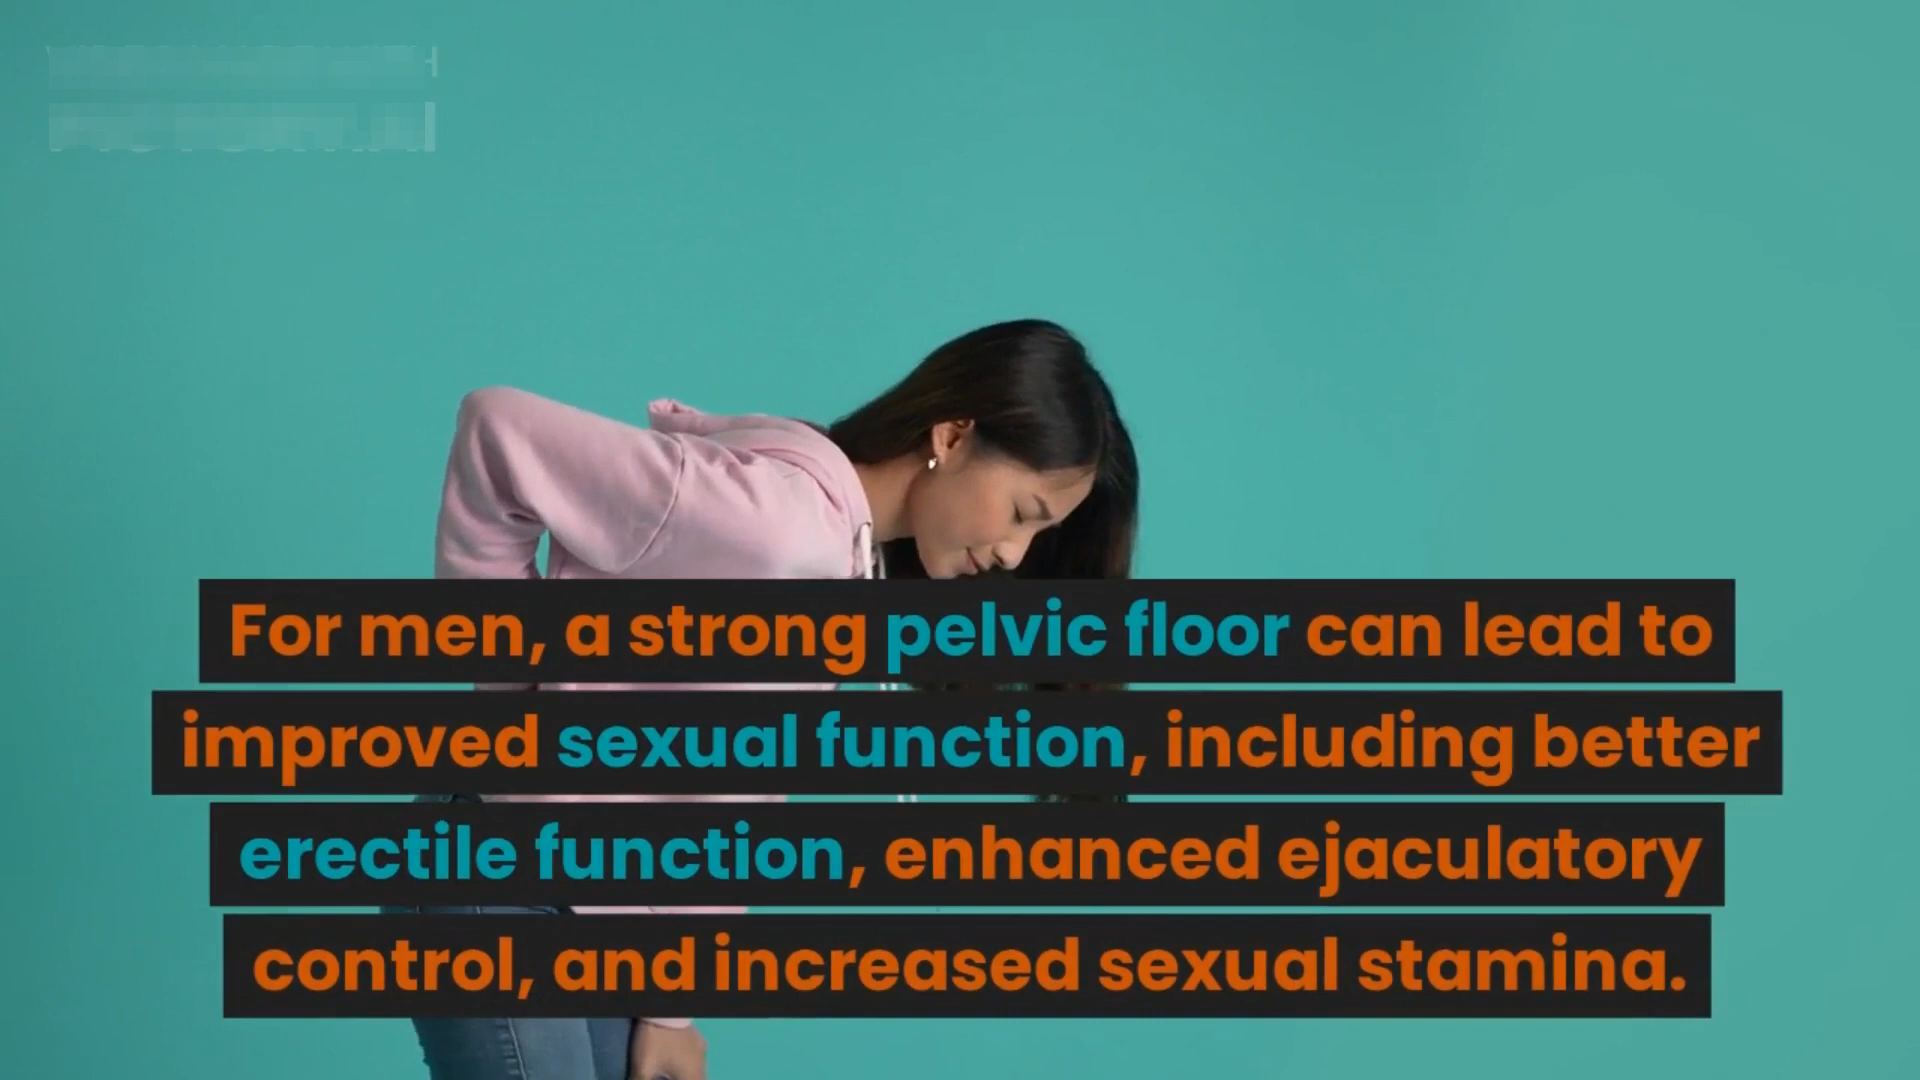 For men, a strong pelvic floor can lead to
improved sexual function, including better
erectile function, enhanced ejaculatory
control, and increased sexual stamina.